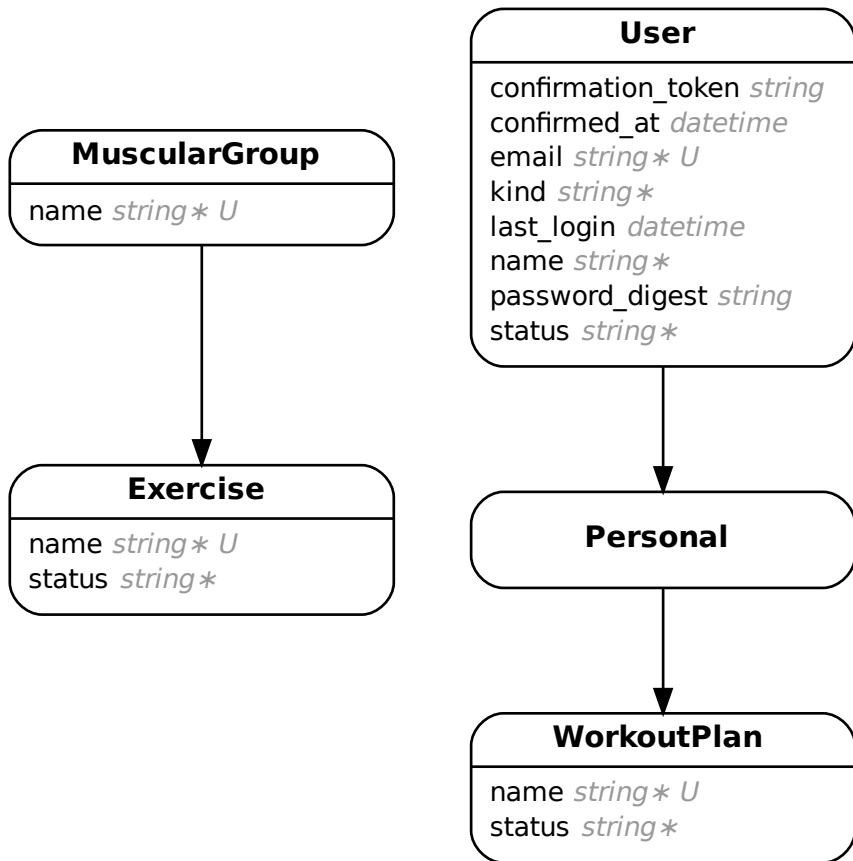 MuscularGroup
name string∗ U
Exercise
name string∗ U
status string∗
User
confirmation_token string
confirmed_at datetime
email string∗ U
kind string∗
last_login datetime
name string∗
password_digest string
status string∗
Personal
WorkoutPlan
name string∗ U
status string∗